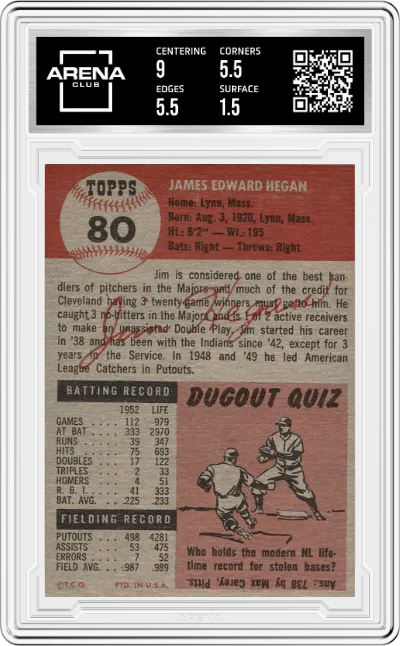 ARENA
CLUB
CENTERING CORNERS
9 5.5
EDGES SURFACE
5.5 1.5
TOPPS
80
JAMES EDWARD HEGAN
Home: Lynn, Mass.
Born: Aug. 3, 1920, Lynn, Mass.
Ht.: 6'2" — Wt.: 195
Bats: Right — Throws: Right
Jim is considered one of the best han-
dlers of pitchers in the Majors and much of the credit for
Cleveland having 3 twenty-game winners must go to him. He
caught 3 no-hitters in the Majors and is 1 of 2 active receivers
to make an unassisted Double Play. Jim started his career
in '38 and has been with the Indians since '42, except for 3
years in the Service. In 1948 and '49 he led American
League Catchers in Putouts.
Jim Hegan
BATTING RECORD
1952 LIFE
GAMES .... 112 979
AT BAT .... 333 2970
RUNS .... 39 347
HITS .... 75 693
DOUBLES .. 17 122
TRIPLES ... 2 33
HOMERS ... 4 51
R. B. I. .... 41 333
BAT. AVG. .. .225 .233
FIELDING RECORD
PUTOUTS ... 498 4281
ASSISTS ... 53 475
ERRORS ... 7 52
FIELD AVG. .. .987 .989
©T.C.G. PTD. IN U.S.A.
DUGOUT QUIZ
Who holds the modern NL life-
time record for stolen bases?
Ans.: 738 by Max Carey, Pitts.
ARENA